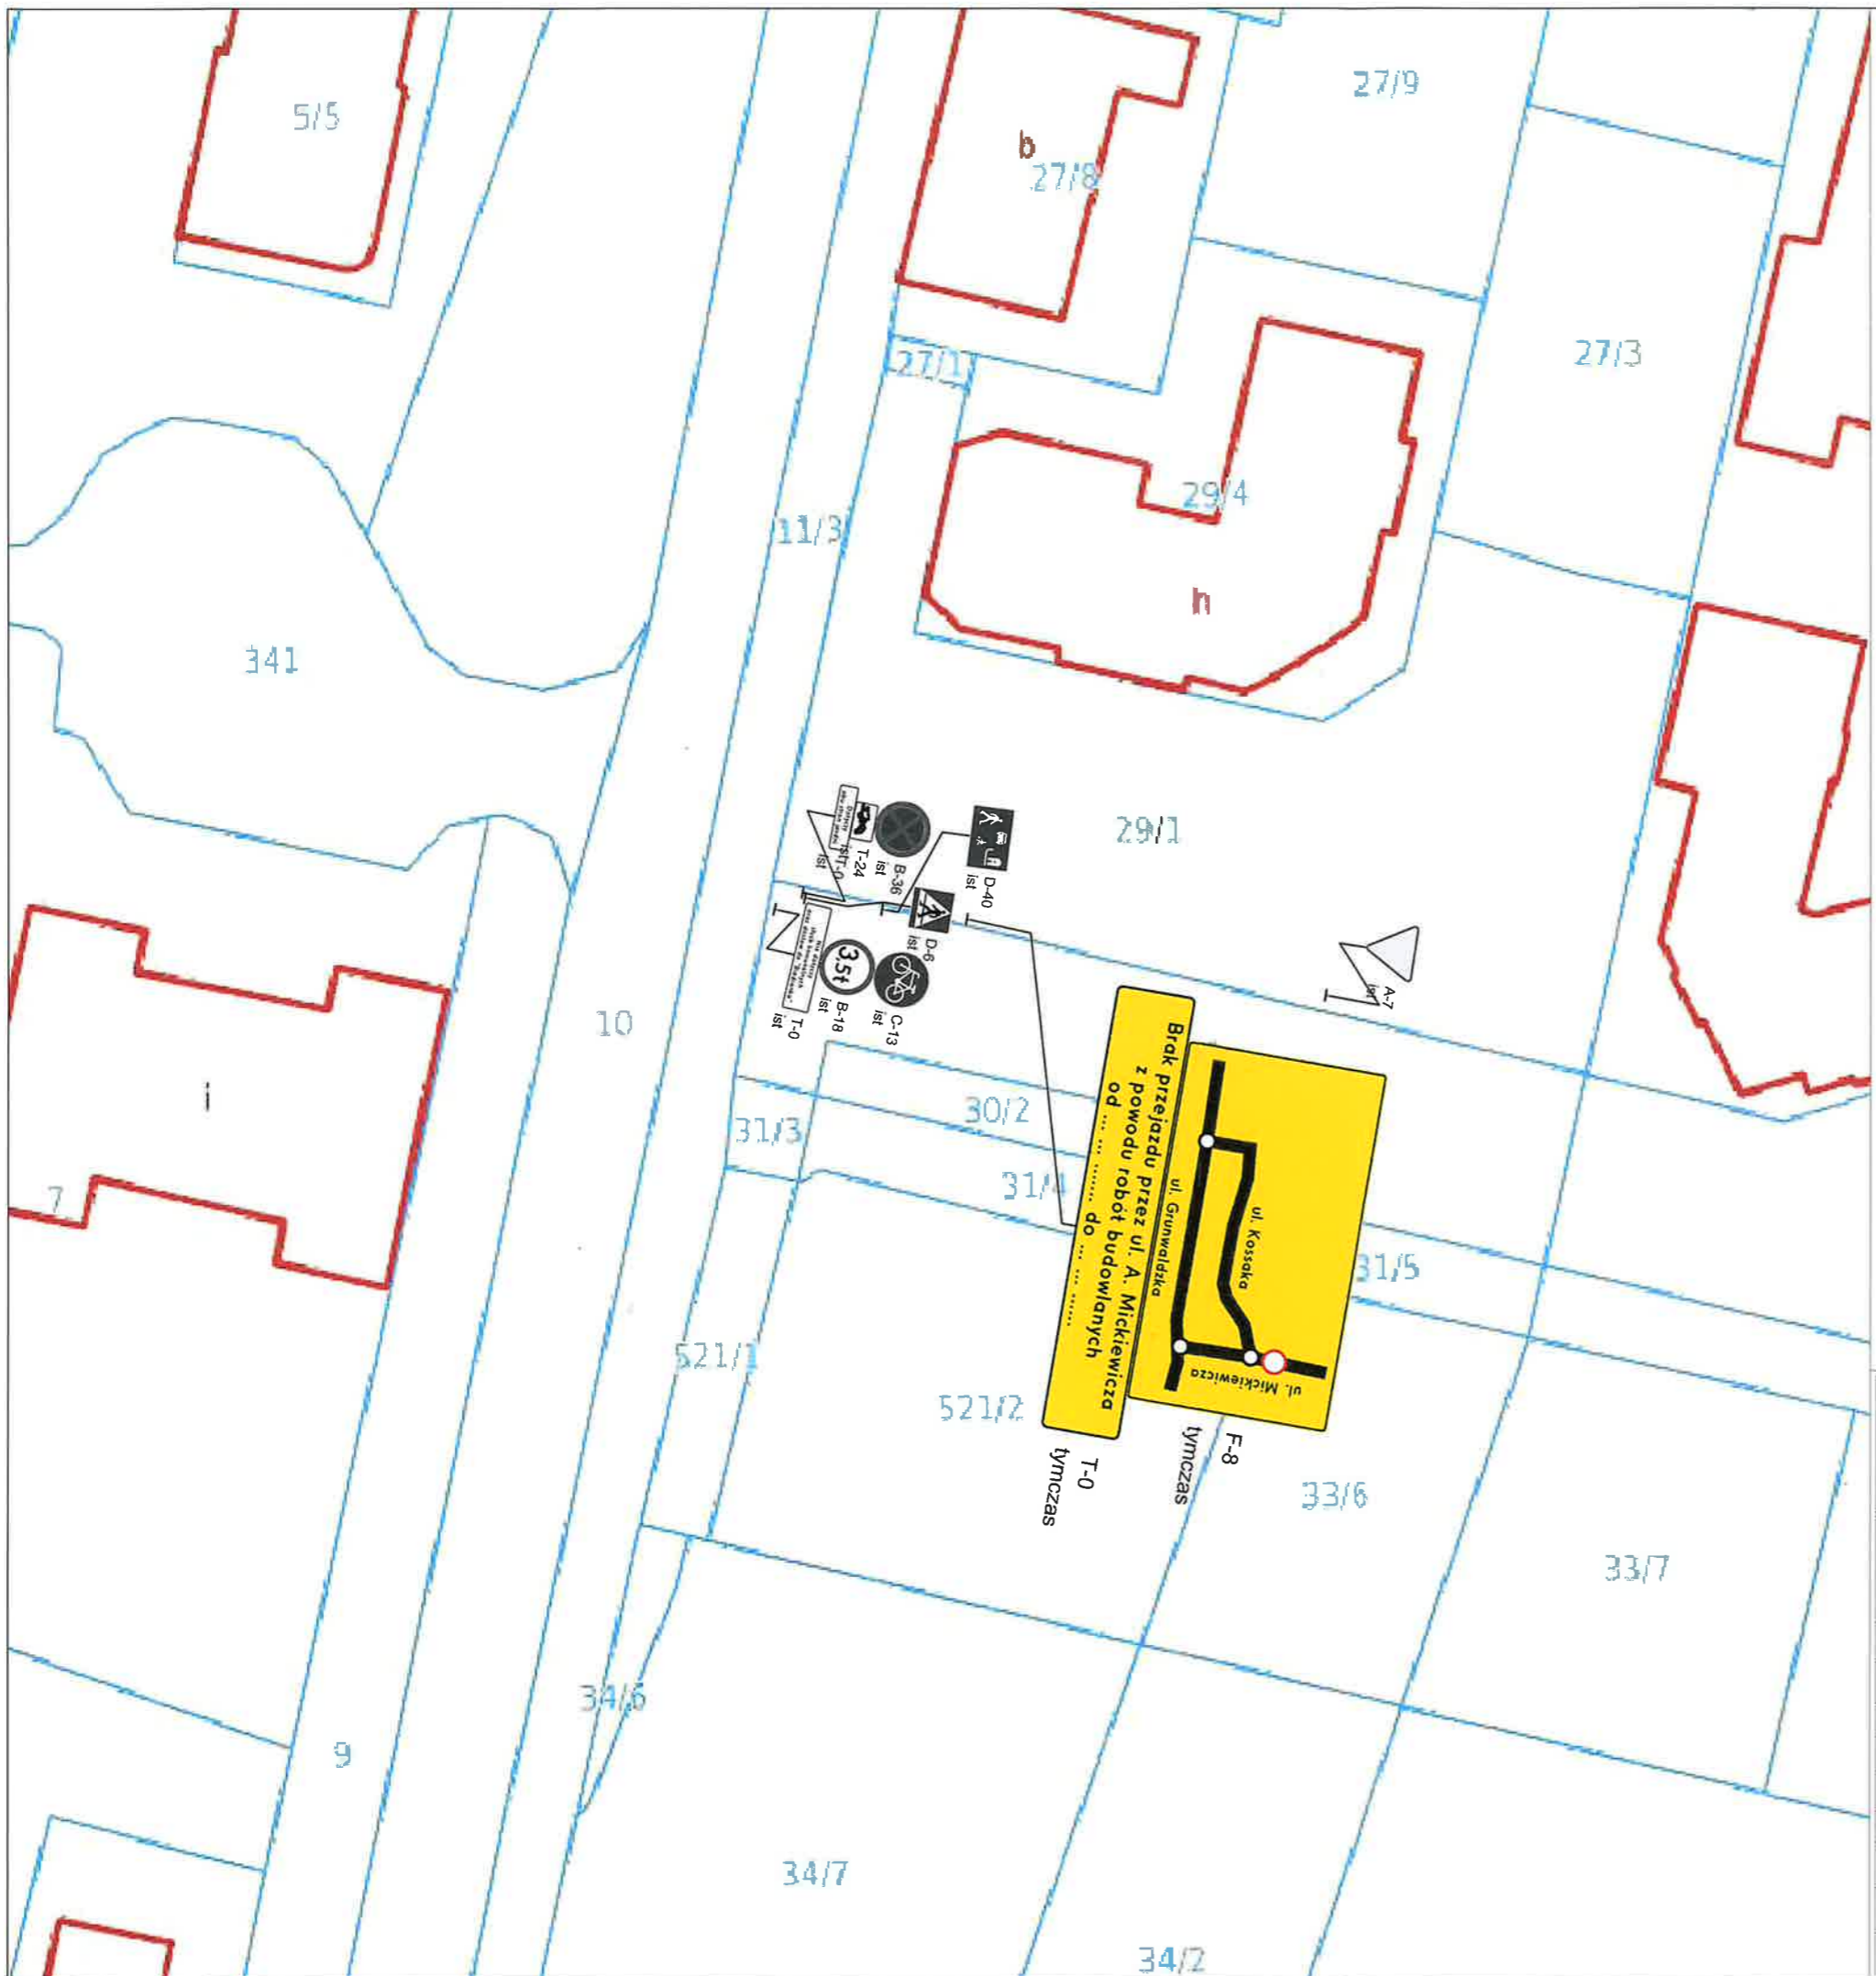 5/5
b
27/8
27/9
27/1
27/3
29/4
11/3
h
341
29/1
ist
T-0
ist
T-24
B-36
ist
D-40
ist
D-6
ist
3,5t
T-0
ist
B-18
ist
C-13
ist
A-7
ist
10
i
7
30/2
31/3
31/4
31/5
Brak przejazdu przez ul. A. Mickiewicza
z powodu robót budowlanych
od ... ... ....... do ... ... .......
ul. Grunwaldzka
ul. Kossaka
ul. Mickiewicza
F-8
tymczas
T-0
tymczas
521/1
521/2
33/6
33/7
34/6
9
34/7
34/2